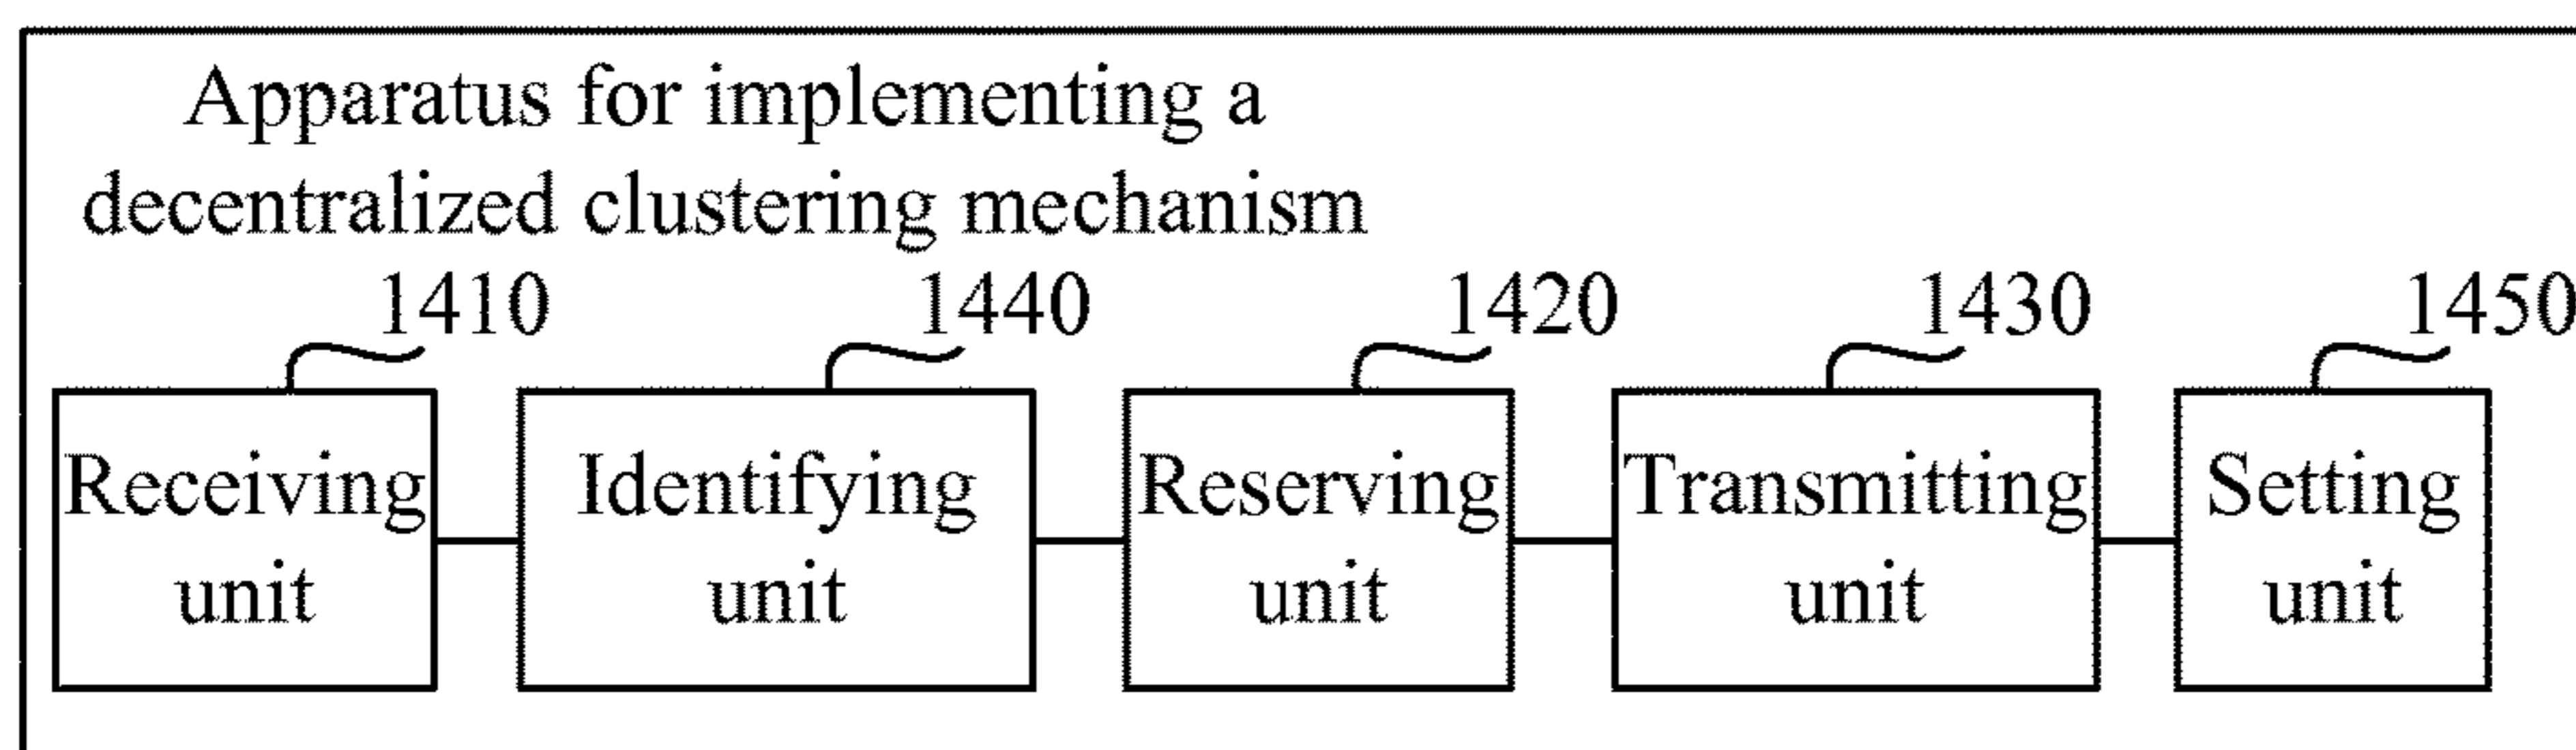 Apparatus for implementing a
decentralized clustering mechanism
1410 1440 1420 1430 1450
Receiving Identifying Reserving Transmitting Setting
unit unit unit unit unit